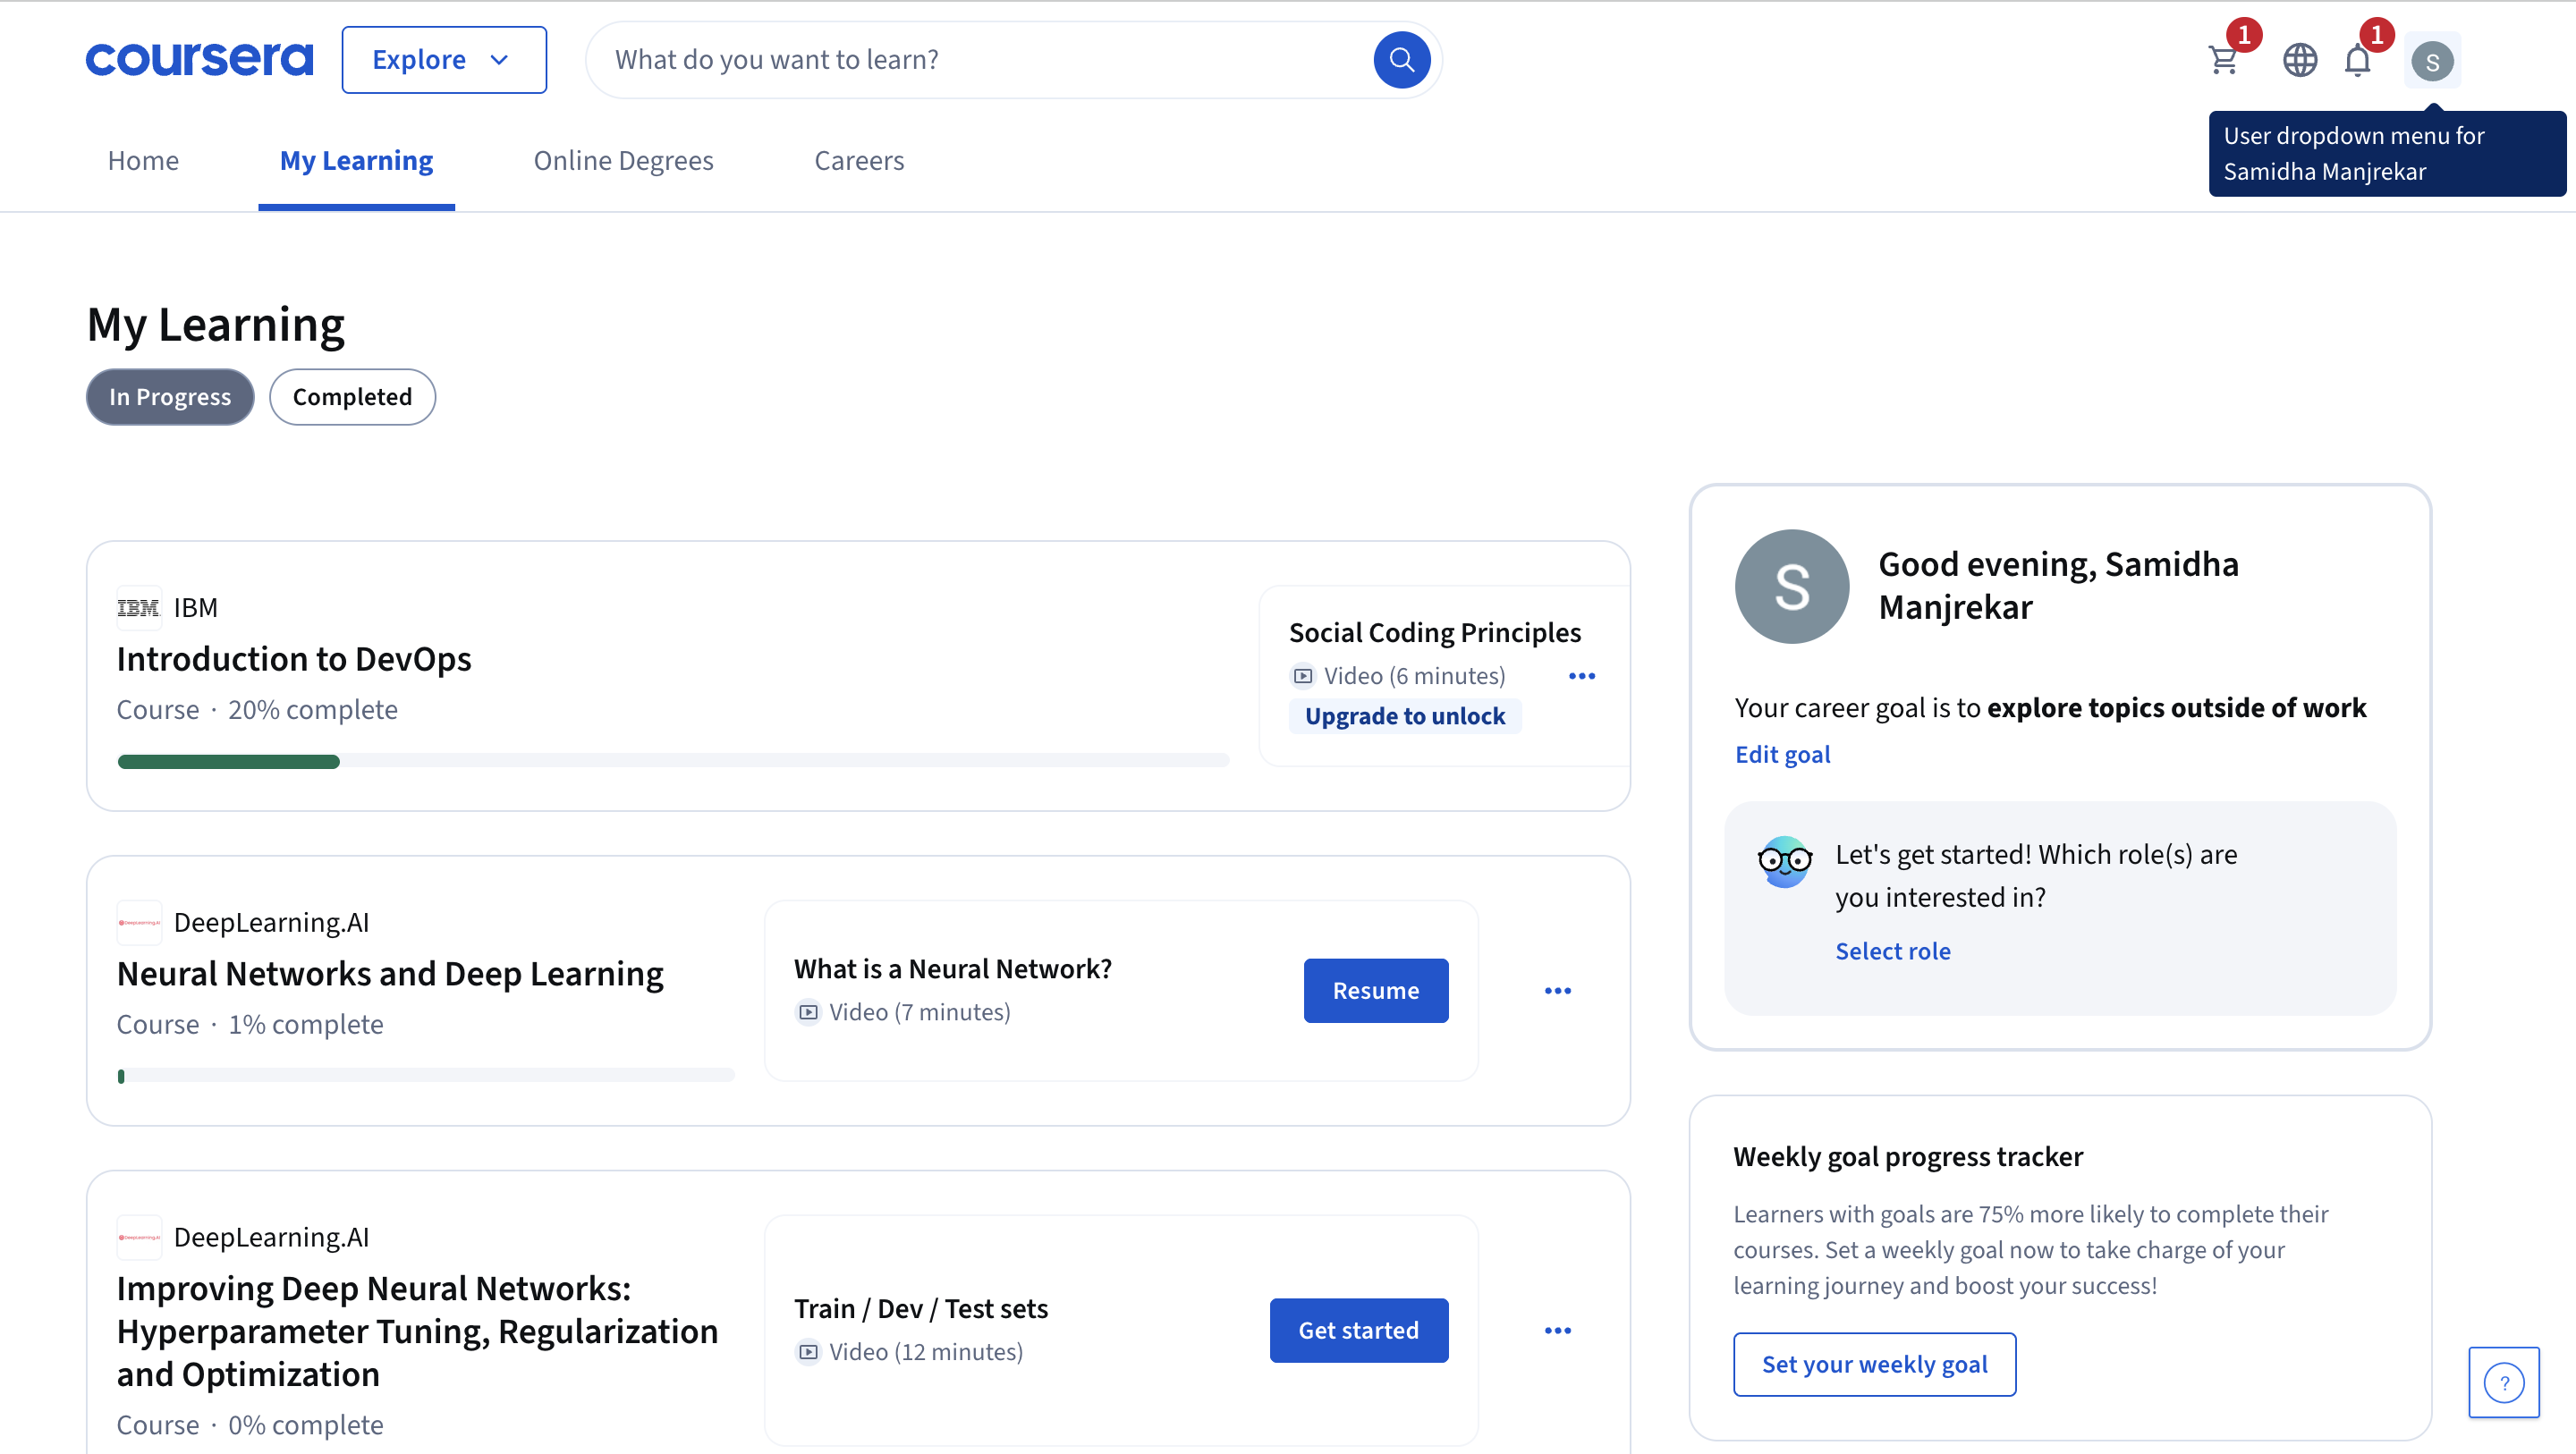 coursera
Explore
What do you want to learn?
1
1
S
User dropdown menu for
Samidha Manjrekar
Home
My Learning
Online Degrees
Careers
My Learning
In Progress
Completed
IBM
IBM
Introduction to DevOps
Course · 20% complete
Social Coding Principles
Video (6 minutes)
Upgrade to unlock
DeepLearning.AI
DeepLearning.AI
Neural Networks and Deep Learning
Course · 1% complete
What is a Neural Network?
Video (7 minutes)
Resume
DeepLearning.AI
DeepLearning.AI
Improving Deep Neural Networks:
Hyperparameter Tuning, Regularization
and Optimization
Course · 0% complete
Train / Dev / Test sets
Video (12 minutes)
Get started
S
Good evening, Samidha
Manjrekar
Your career goal is to explore topics outside of work
Edit goal
Let's get started! Which role(s) are
you interested in?
Select role
Weekly goal progress tracker
Learners with goals are 75% more likely to complete their
courses. Set a weekly goal now to take charge of your
learning journey and boost your success!
Set your weekly goal
?